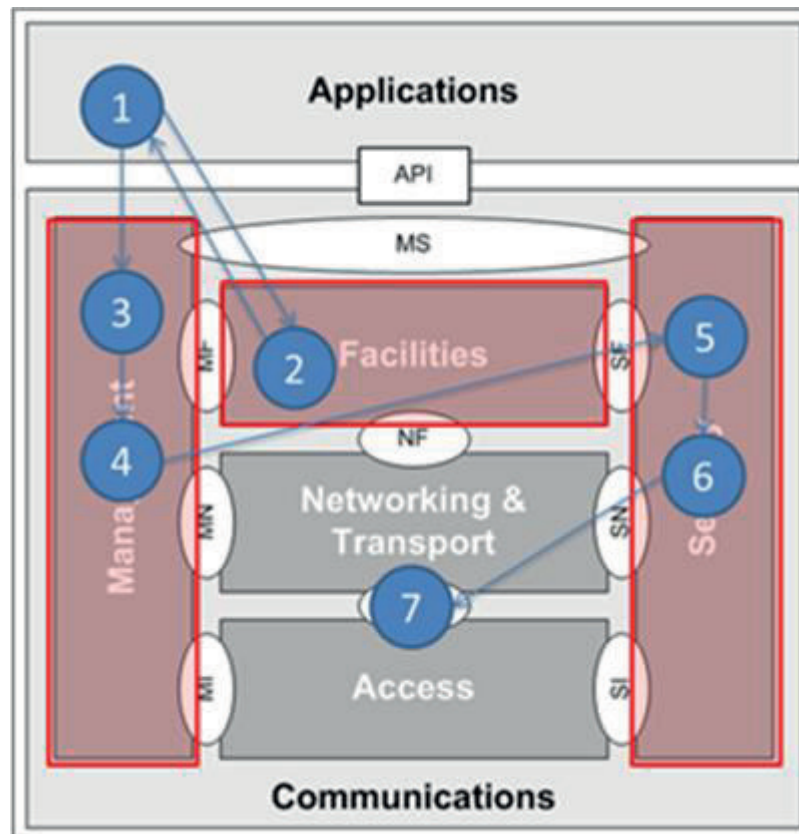 1
Applications
API
MS
3
MF
2
Facilities
SF
5
4
NF
6
MN
Networking &
Transport
SN
7
MI
Access
SI
Communications